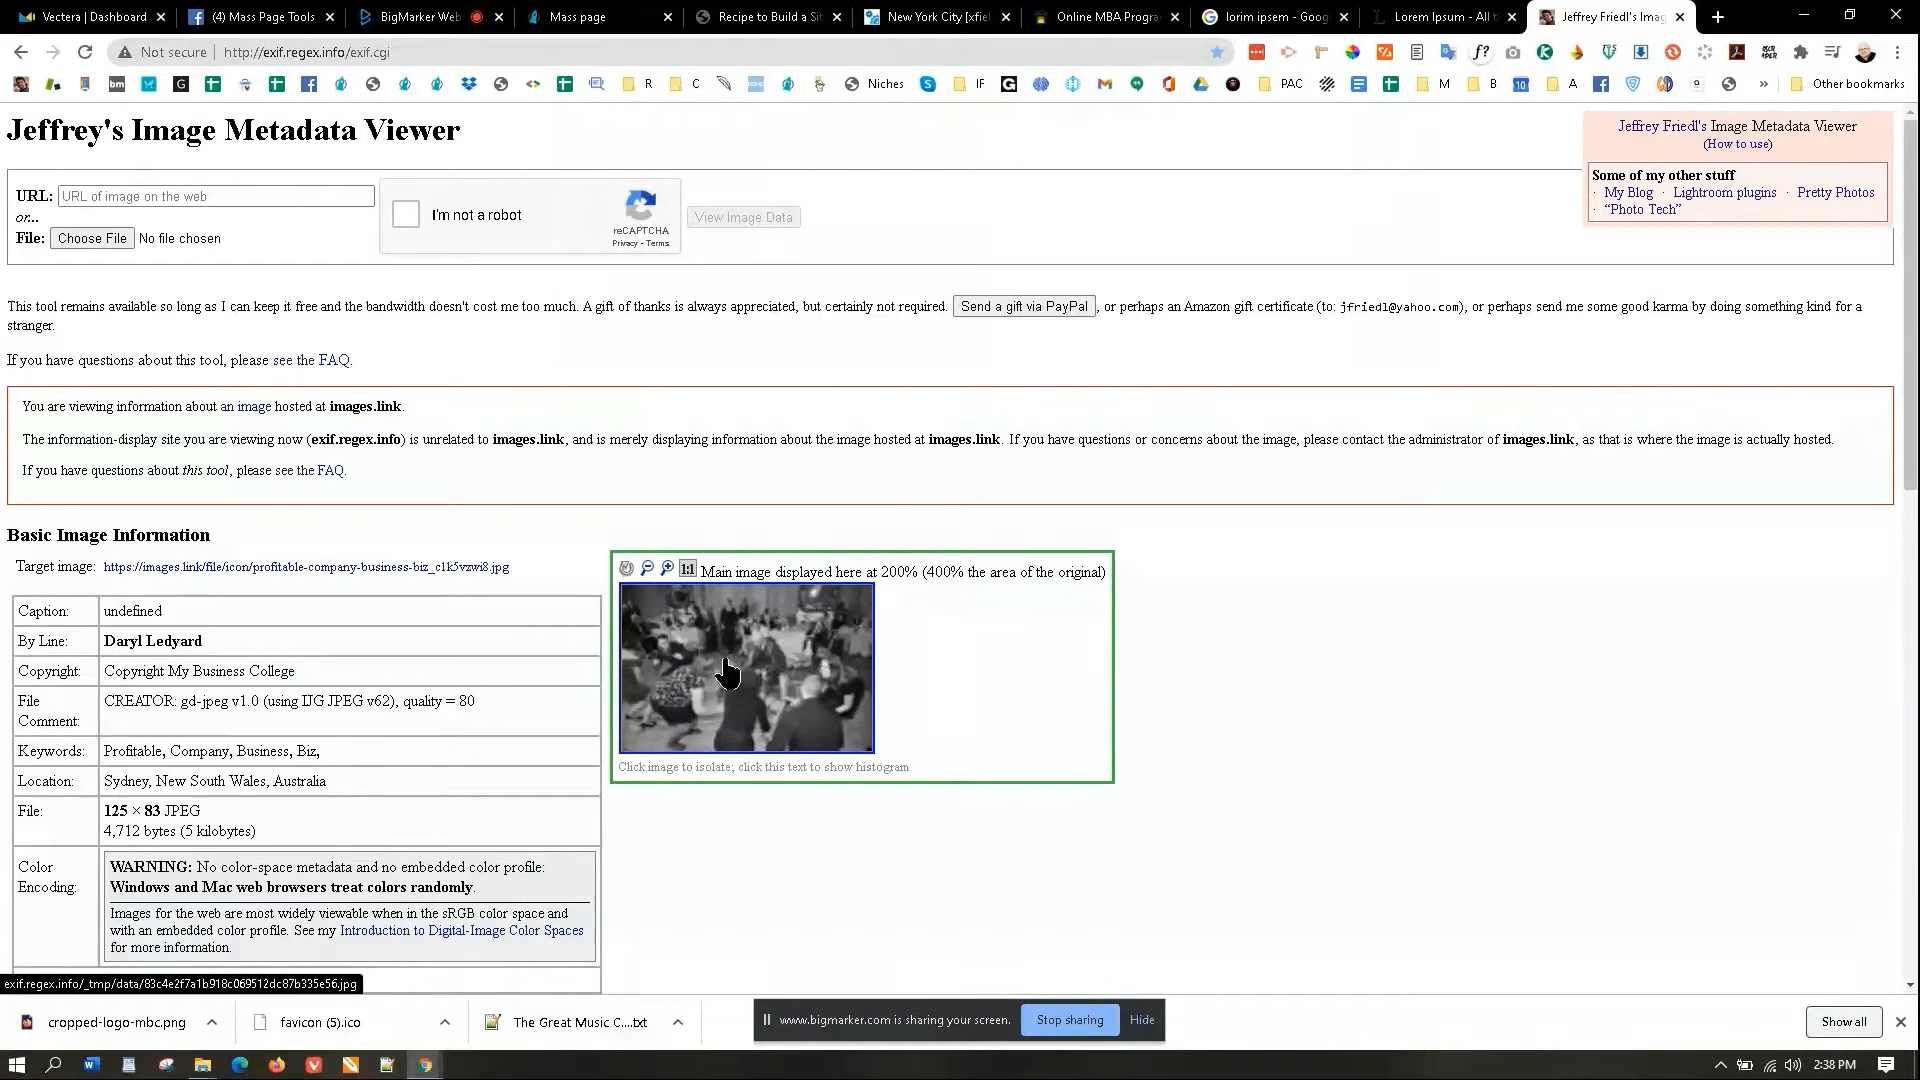 Vectera | Dashboard
(4) Mass Page Tools
BigMarker Web
Mass page
Recipe to Build a Sit
New York City [xfiel
Online MBA Progra
lorim ipsem - Goog
Lorem Ipsum - All t
Jeffrey Friedl's Imag
Not secure
http://exif.regex.info/exif.cgi
bm
R
C
Niches
IF
PAC
M
B
10
A
Other bookmarks
Jeffrey's Image Metadata Viewer
Jeffrey Friedl's Image Metadata Viewer
(How to use)
Some of my other stuff
· My Blog · Lightroom plugins · Pretty Photos
· “Photo Tech”
URL: URL of image on the web
or...
File: Choose File No file chosen
I'm not a robot
reCAPTCHA
Privacy - Terms
View Image Data
This tool remains available so long as I can keep it free and the bandwidth doesn't cost me too much. A gift of thanks is always appreciated, but certainly not required. Send a gift via PayPal, or perhaps an Amazon gift certificate (to: jfriedl@yahoo.com), or perhaps send me some good karma by doing something kind for a
stranger.
If you have questions about this tool, please see the FAQ.
You are viewing information about an image hosted at images.link.
The information-display site you are viewing now (exif.regex.info) is unrelated to images.link, and is merely displaying information about the image hosted at images.link. If you have questions or concerns about the image, please contact the administrator of images.link, as that is where the image is actually hosted.
If you have questions about this tool, please see the FAQ.
Basic Image Information
Target image: https://images.link/file/icon/profitable-company-business-biz_c1k5vzwi8.jpg
Caption: undefined
By Line: Daryl Ledyard
Copyright: Copyright My Business College
File CREATOR: gd-jpeg v1.0 (using IJG JPEG v62), quality = 80
Comment:
Keywords: Profitable, Company, Business, Biz,
Location: Sydney, New South Wales, Australia
File: 125 × 83 JPEG
4,712 bytes (5 kilobytes)
Color
Encoding:
WARNING: No color-space metadata and no embedded color profile:
Windows and Mac web browsers treat colors randomly.
Images for the web are most widely viewable when in the sRGB color space and
with an embedded color profile. See my Introduction to Digital-Image Color Spaces
for more information.
1:1 Main image displayed here at 200% (400% the area of the original)
Click image to isolate; click this text to show histogram
exif.regex.info/_tmp/data/83c4e2f7a1b918c069512dc87b335e56.jpg
cropped-logo-mbc.png
favicon (5).ico
The Great Music C....txt
www.bigmarker.com is sharing your screen.
Stop sharing
Hide
Show all
2:38 PM